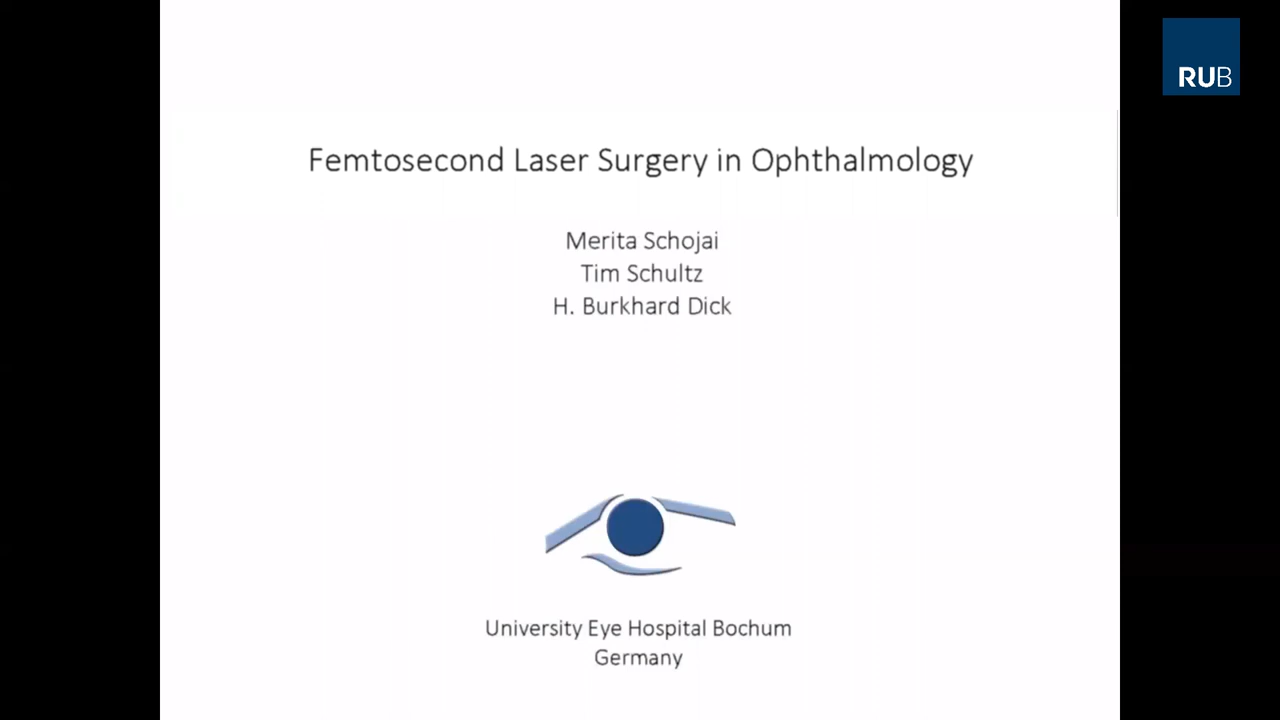 RUB
Femtosecond Laser Surgery in Ophthalmology
Merita Schojai
Tim Schultz
H. Burkhard Dick
University Eye Hospital Bochum
Germany